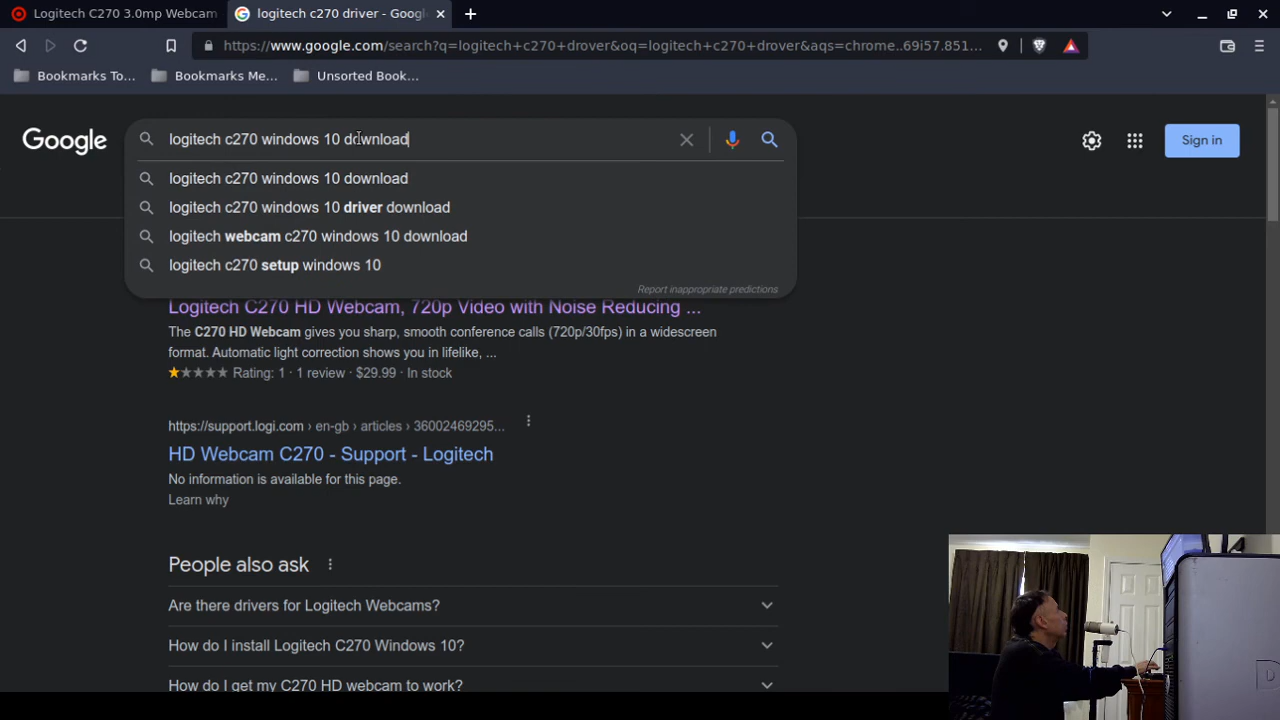 Logitech C270 3.0mp Webcam
logitech c270 driver - Google
https://www.google.com/search?q=logitech+c270+drover&oq=logitech+c270+drover&aqs=chrome..69i57.851...
Bookmarks To...
Bookmarks Me...
Unsorted Book...
Google
logitech c270 windows 10 download
Sign in
logitech c270 windows 10 download
logitech c270 windows 10 driver download
logitech webcam c270 windows 10 download
logitech c270 setup windows 10
Report inappropriate predictions
Logitech C270 HD Webcam, 720p Video with Noise Reducing ...
The C270 HD Webcam gives you sharp, smooth conference calls (720p/30fps) in a widescreen
format. Automatic light correction shows you in lifelike, ...
Rating: 1 · 1 review · $29.99 · In stock
https://support.logi.com › en-gb › articles › 36002469295...
HD Webcam C270 - Support - Logitech
No information is available for this page.
Learn why
People also ask
Are there drivers for Logitech Webcams?
How do I install Logitech C270 Windows 10?
How do I get my C270 HD webcam to work?